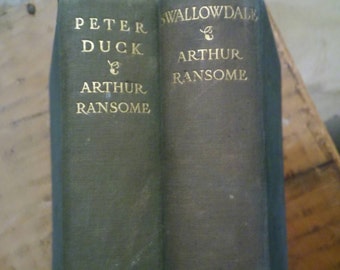 PETER
DUCK
&
ARTHUR
RANSOME
SWALLOWDALE
&
ARTHUR
RANSOME